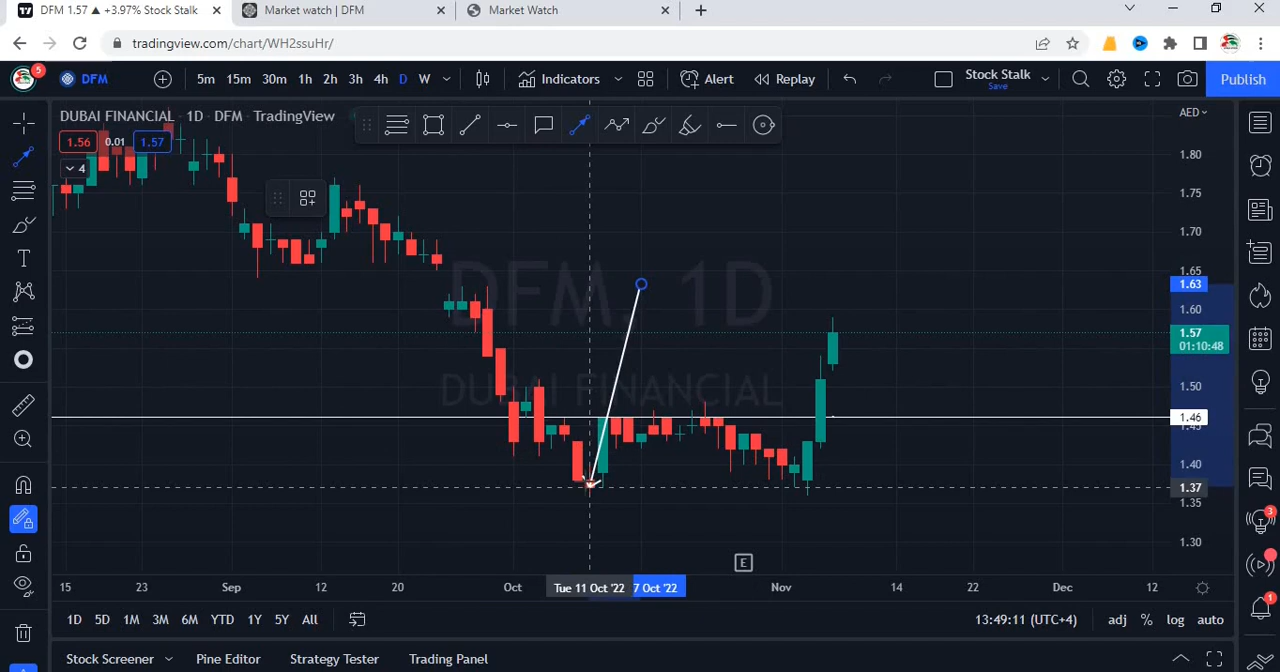 DFM 1.57 ▲ +3.97% Stock Stalk
Market watch | DFM
Market Watch
tradingview.com/chart/WH2ssuHr/
5
DFM
5m 15m 30m 1h 2h 3h 4h D W
Indicators
Alert
Replay
Stock Stalk
Save
Publish
DUBAI FINANCIAL · 1D · DFM · TradingView
AED
1.56 0.01 1.57
4
DFM, 1D
DUBAI FINANCIAL
1.80
1.75
1.70
1.65
1.63
1.60
1.57
01:10:48
1.50
1.46
1.45
1.40
1.37
1.35
1.30
E
15 23 Sep 12 20 Oct Tue 11 Oct '22 7 Oct '22 Nov 14 22 Dec 12
1D 5D 1M 3M 6M YTD 1Y 5Y All
13:49:11 (UTC+4)
adj % log auto
3
1
Stock Screener Pine Editor Strategy Tester Trading Panel